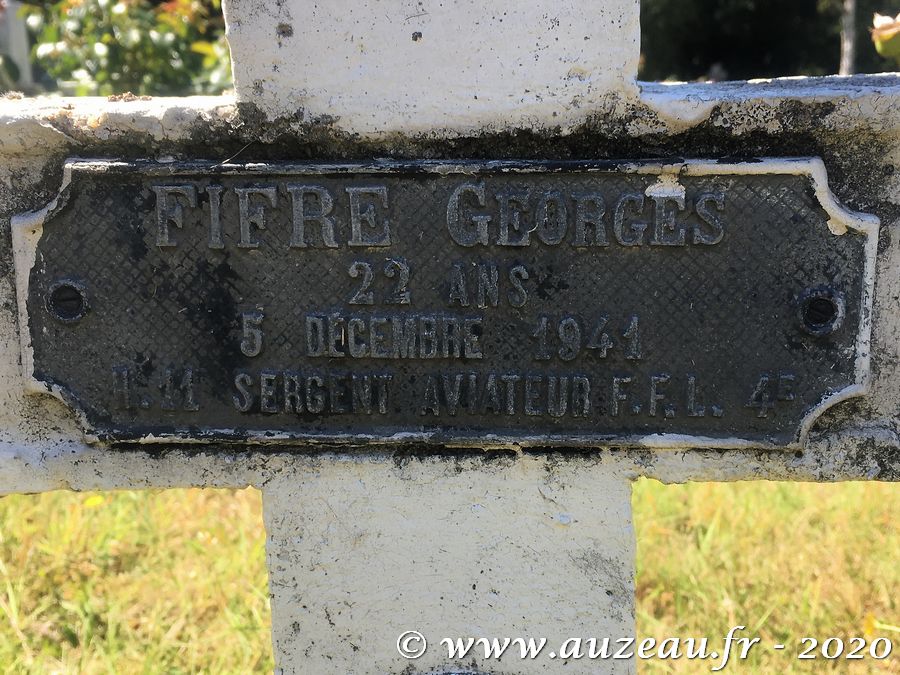 FIFRE GEORGES
22 ANS
5 DÉCEMBRE 1941
SERGENT AVIATEUR F.F.L. 4E
© www.auzeau.fr - 2020